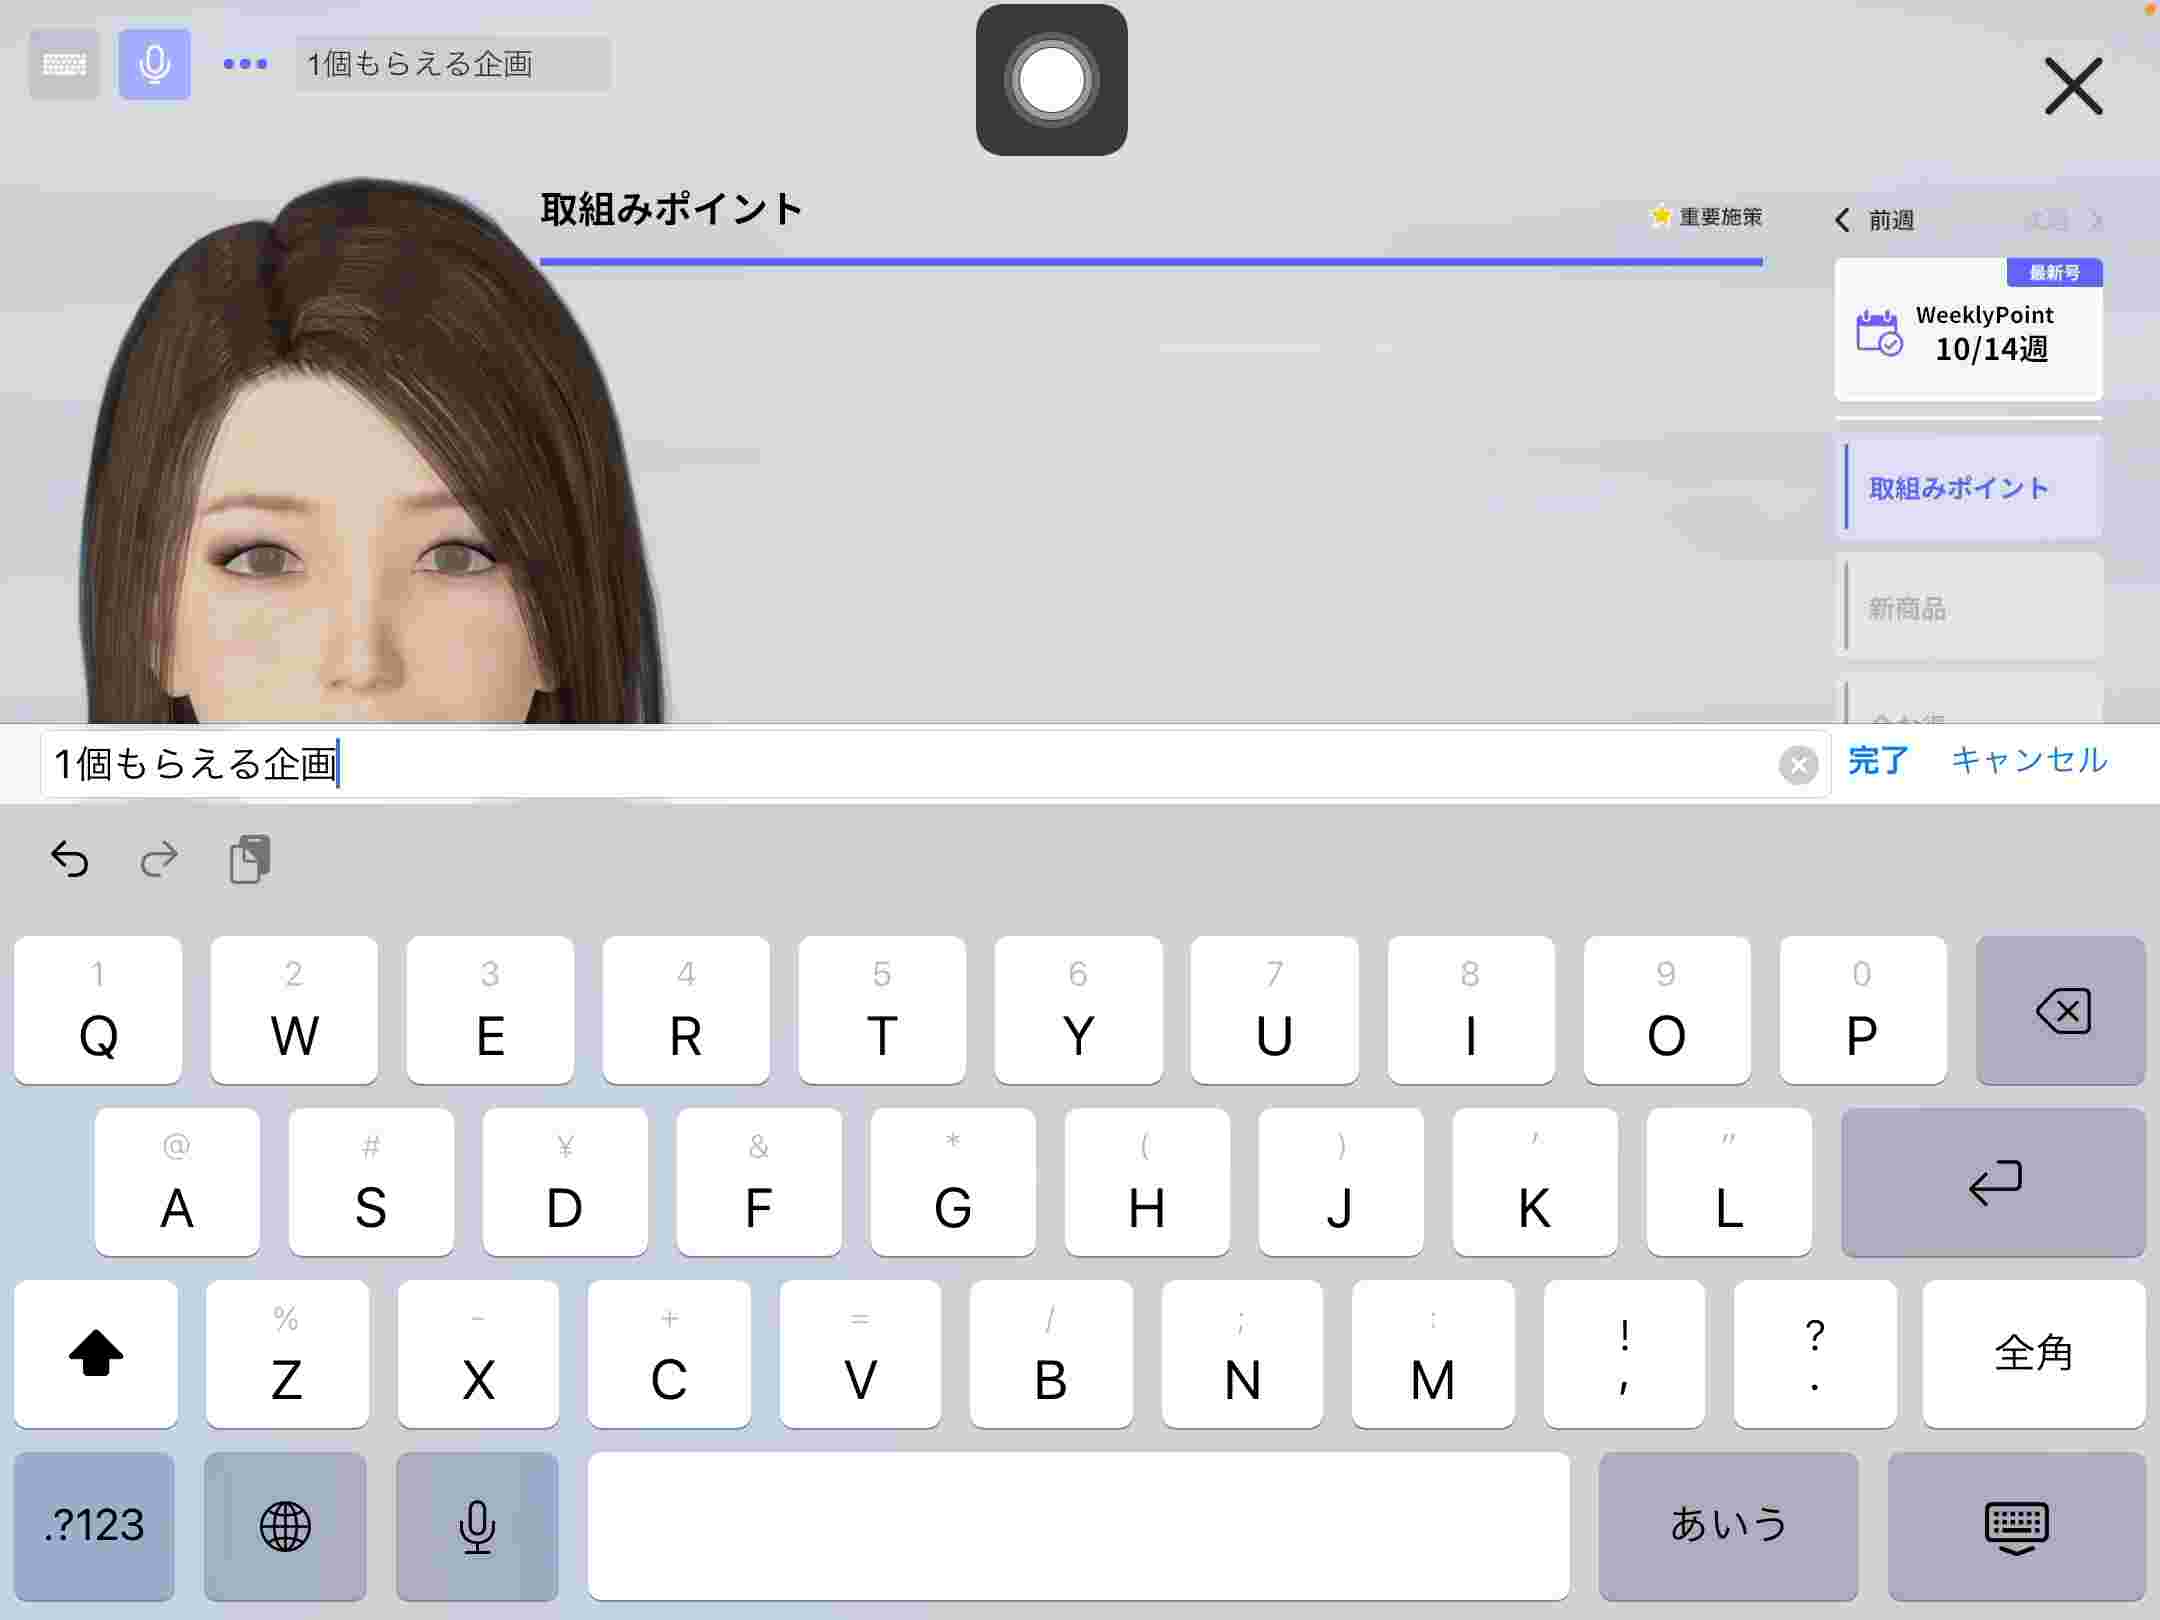 1個もらえる企画
取組みポイント
重要施策
前週
最新号
WeeklyPoint
10/14週
取組みポイント
新商品
1個もらえる企画
完了
キャンセル
1 2 3 4 5 6 7 8 9 0
Q W E R T Y U I O P
@ # ¥ & * ( ) ' "
A S D F G H J K L
% - + = / ; : ! ?
Z X C V B N M , .
全角
.?123
あいう